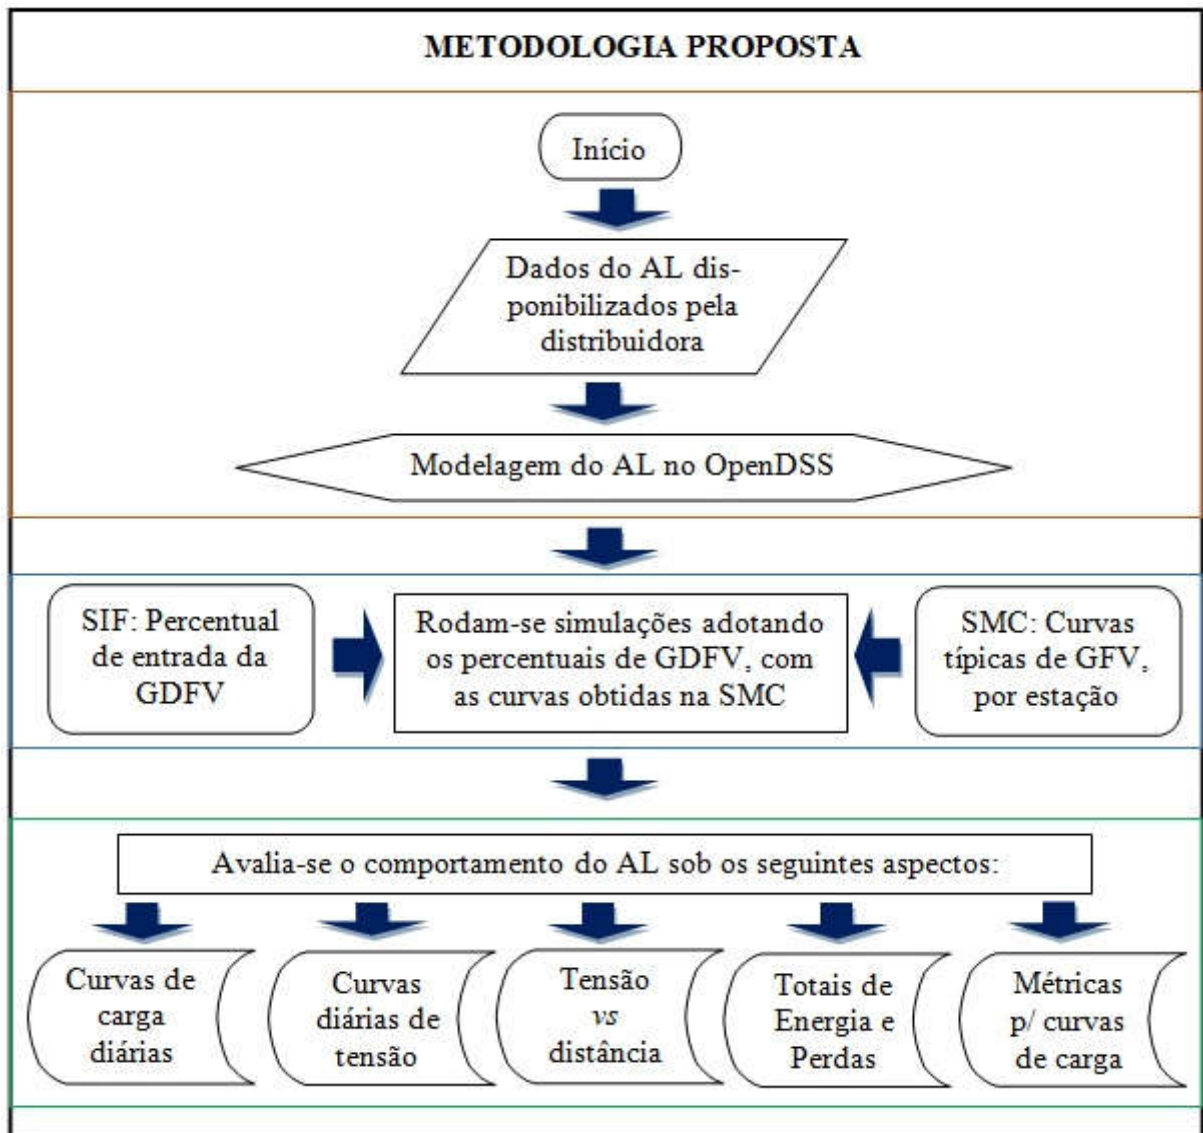 METODOLOGIA PROPOSTA
Início
Dados do AL dis-
ponibilizados pela
distribuidora
Modelagem do AL no OpenDSS
SIF: Percentual
de entrada da
GDFV
Rodam-se simulações adotando
os percentuais de GDFV, com
as curvas obtidas na SMC
SMC: Curvas
típicas de GFV,
por estação
Avalia-se o comportamento do AL sob os seguintes aspectos:
Curvas de
carga
diárias
Curvas
diárias de
tensão
Tensão
vs
distância
Totais de
Energia e
Perdas
Métricas
p/ curvas
de carga